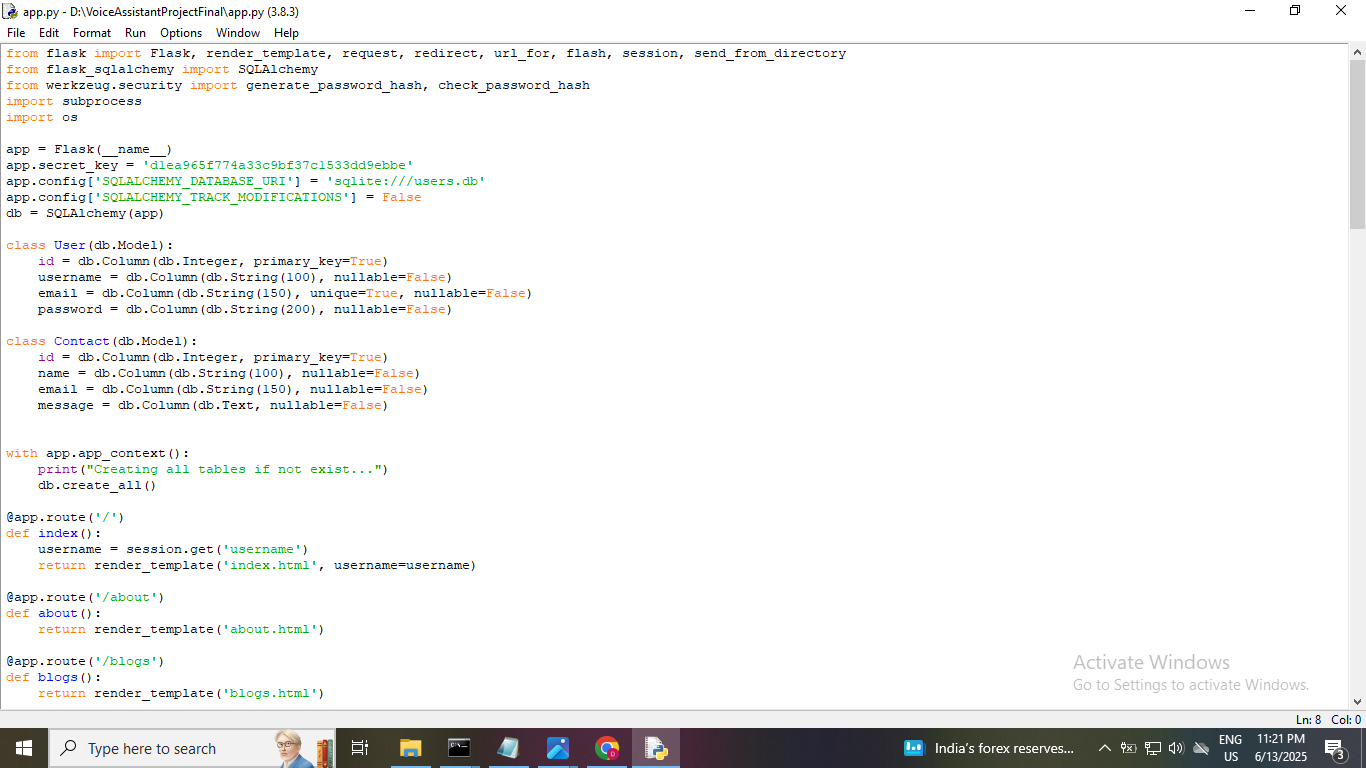 app.py - D:\VoiceAssistantProjectFinal\app.py (3.8.3)
File Edit Format Run Options Window Help
from flask import Flask, render_template, request, redirect, url_for, flash, session, send_from_directory
from flask_sqlalchemy import SQLAlchemy
from werkzeug.security import generate_password_hash, check_password_hash
import subprocess
import os
app = Flask(__name__)
app.secret_key = 'd1ea965f774a33c9bf37c1533dd9ebbe'
app.config['SQLALCHEMY_DATABASE_URI'] = 'sqlite:///users.db'
app.config['SQLALCHEMY_TRACK_MODIFICATIONS'] = False
db = SQLAlchemy(app)
class User(db.Model):
    id = db.Column(db.Integer, primary_key=True)
    username = db.Column(db.String(100), nullable=False)
    email = db.Column(db.String(150), unique=True, nullable=False)
    password = db.Column(db.String(200), nullable=False)
class Contact(db.Model):
    id = db.Column(db.Integer, primary_key=True)
    name = db.Column(db.String(100), nullable=False)
    email = db.Column(db.String(150), nullable=False)
    message = db.Column(db.Text, nullable=False)
with app.app_context():
    print("Creating all tables if not exist...")
    db.create_all()
@app.route('/')
def index():
    username = session.get('username')
    return render_template('index.html', username=username)
@app.route('/about')
def about():
    return render_template('about.html')
@app.route('/blogs')
def blogs():
    return render_template('blogs.html')
Activate Windows
Go to Settings to activate Windows.
Ln: 8 Col: 0
Type here to search
India's forex reserves...
ENG
US
11:21 PM
6/13/2025
3